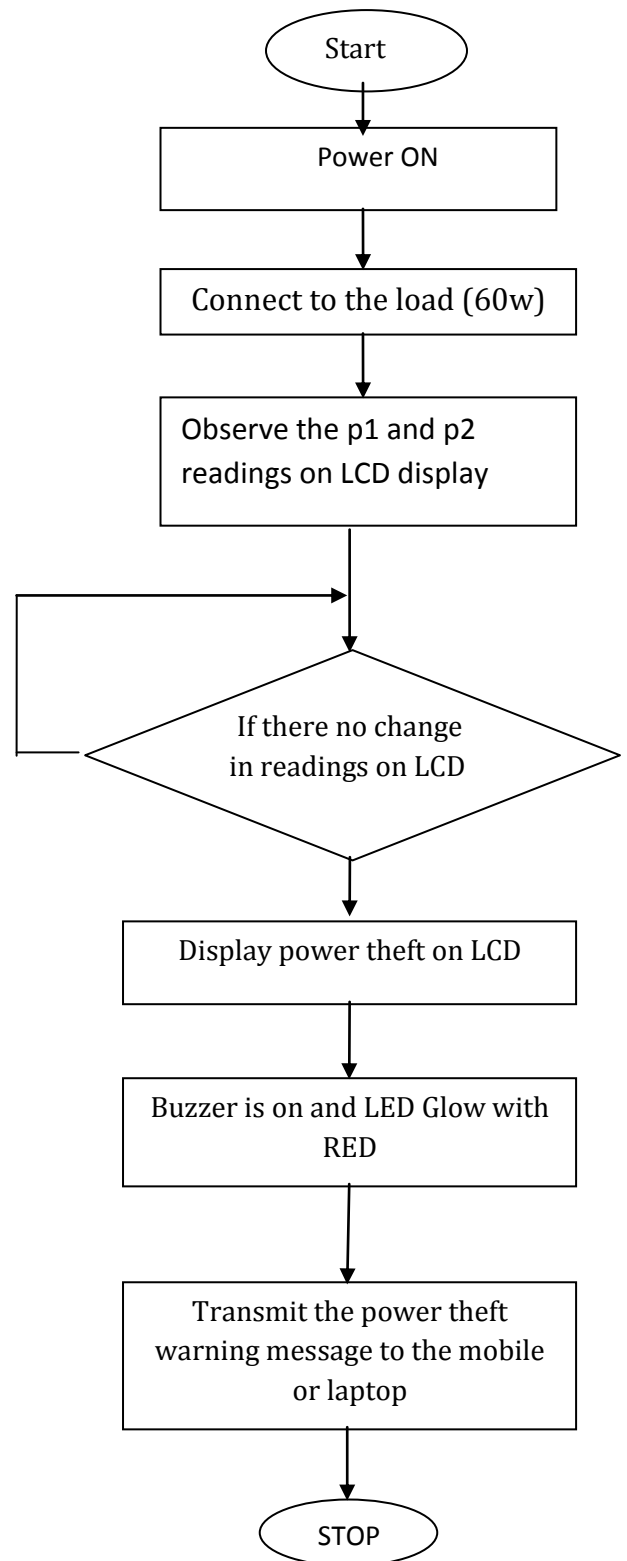 Start
Power ON
Connect to the load (60w)
Observe the p1 and p2
readings on LCD display
If there no change
in readings on LCD
Display power theft on LCD
Buzzer is on and LED Glow with
RED
Transmit the power theft
warning message to the mobile
or laptop
STOP